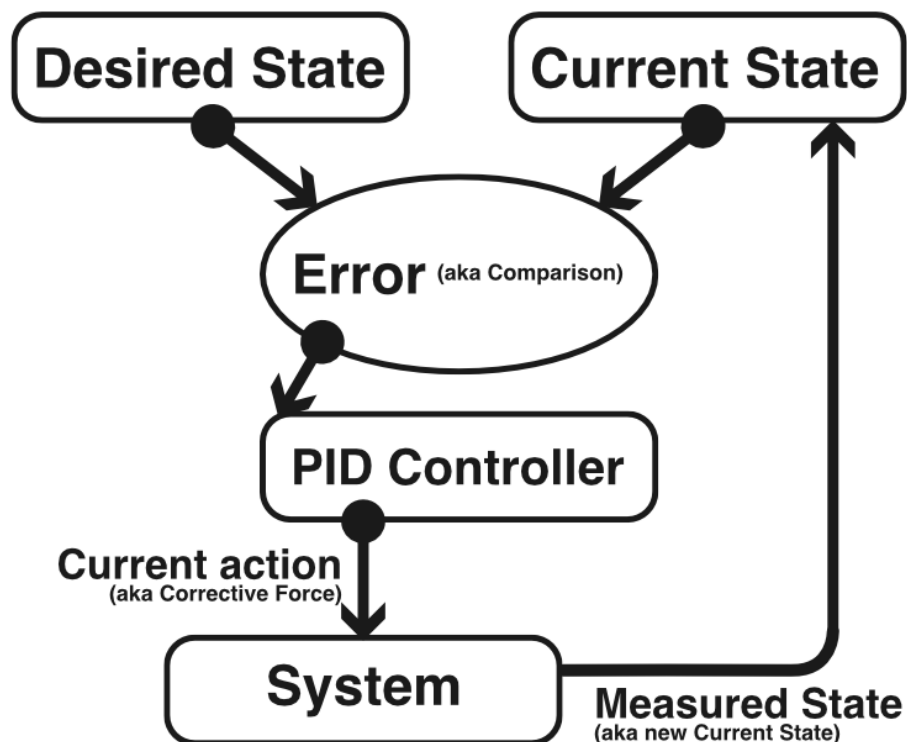 Desired State
Current State
Error (aka Comparison)
PID Controller
Current action
(aka Corrective Force)
System
Measured State
(aka new Current State)